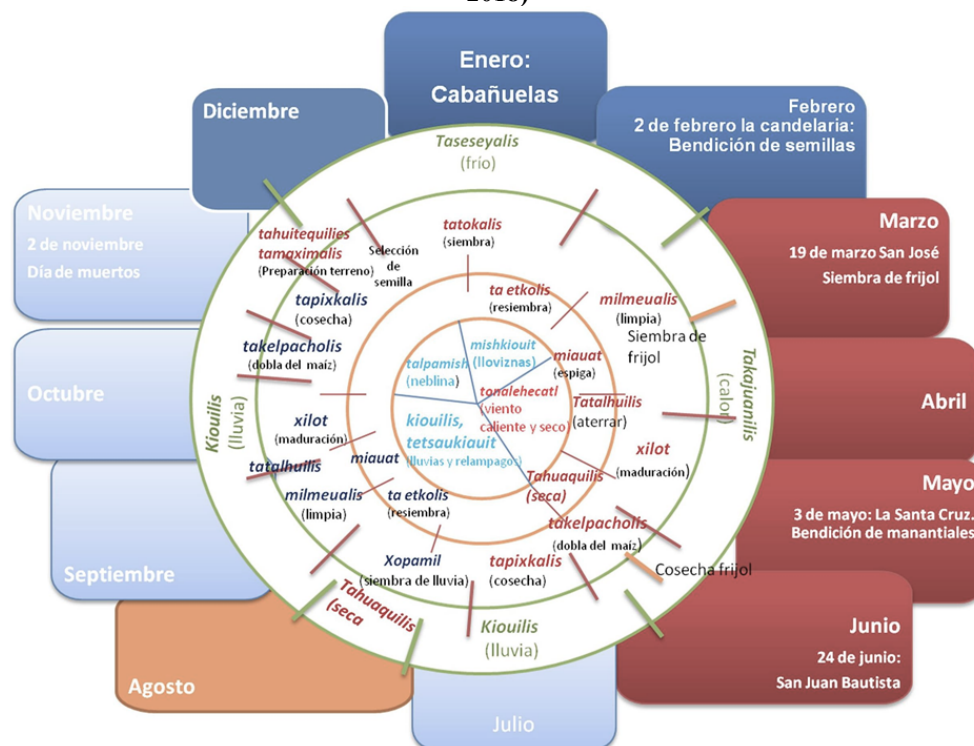 2018)
Enero:
Cabañuelas
Febrero
2 de febrero la candelaria:
Bendición de semillas
Marzo
19 de marzo San José
Siembra de frijol
Abril
Mayo
3 de mayo: La Santa Cruz.
Bendición de manantiales
Junio
24 de junio:
San Juan Bautista
Julio
Agosto
Septiembre
Octubre
Noviembre
2 de noviembre
Día de muertos
Diciembre
Taseseyalis
(frío)
Takajuanilis
(calor)
Kiouilis
(lluvia)
Tahuaquilis
(seca
Kiouilis
(lluvia)
tahuitequilies
tamaximalis
(Preparación terreno)
Selección
de
semilla
tatokalis
(siembra)
ta etkolis
(resiembra)
milmeualis
(limpia)
Siembra de
frijol
miauat
(espiga)
Tatalhuilis
(aterrar)
xilot
(maduración)
Tahuaquilis
(seca)
takelpacholis
(dobla del maíz)
Cosecha frijol
tapixkalis
(cosecha)
Xopamil
(siembra de lluvia)
ta etkolis
(resiembra)
milmeualis
(limpia)
miauat
tatalhuilis
xilot
(maduración)
takelpacholis
(dobla del maíz)
tapixkalis
(cosecha)
mishkiouit
(lloviznas)
talpamish
(neblina)
tonalehecatl
(viento
caliente y seco)
kiouilis,
tetsaukiauit
(lluvias y relampagos)